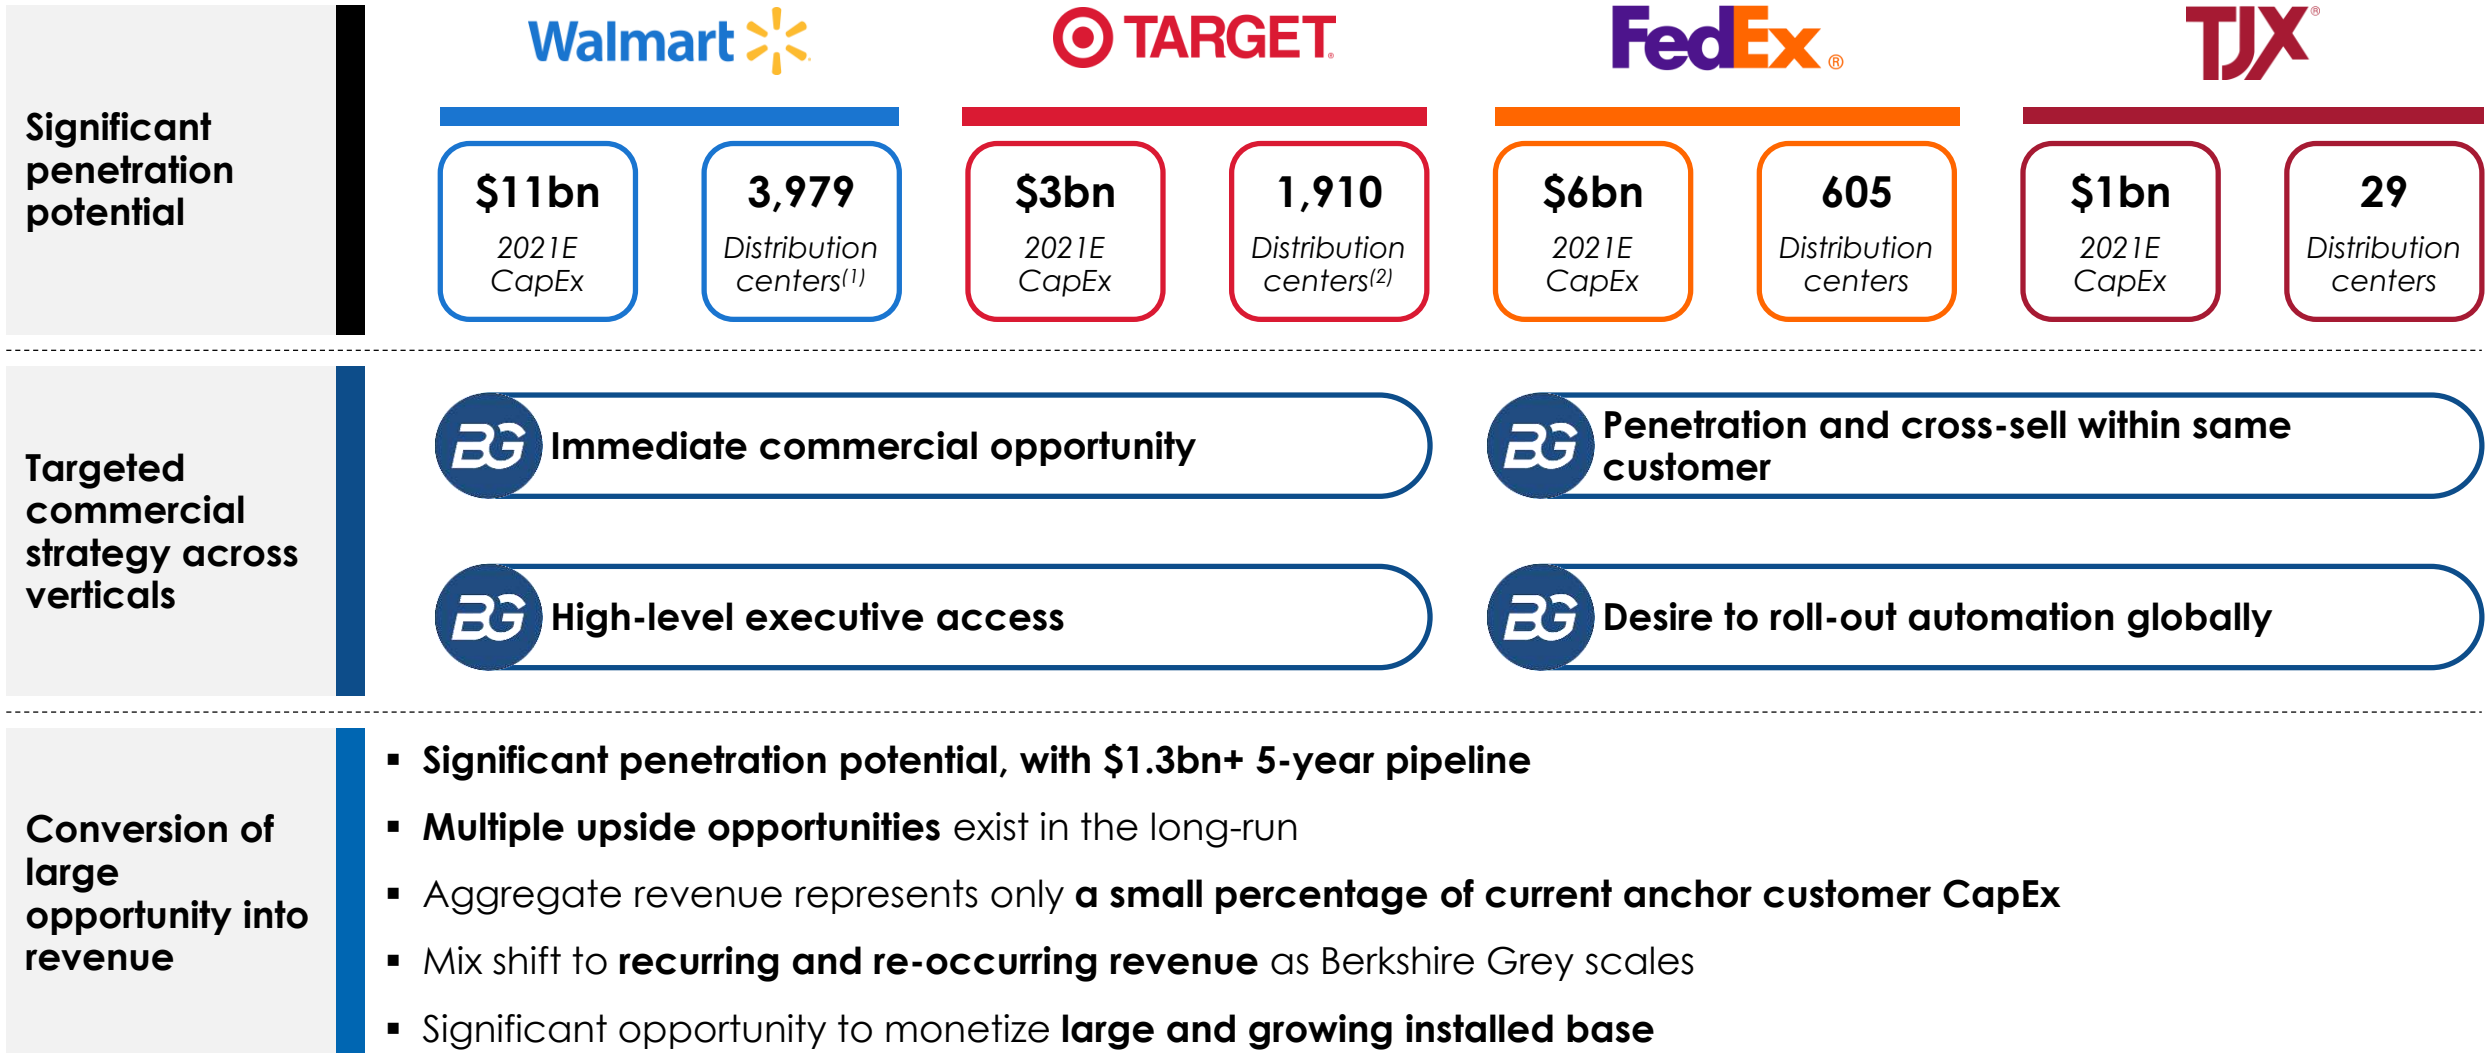 Significant
penetration
potential
Walmart
TARGET®
FedEx®
TJX®
$11bn
2021E
CapEx
3,979
Distribution
centers(1)
$3bn
2021E
CapEx
1,910
Distribution
centers(2)
$6bn
2021E
CapEx
605
Distribution
centers
$1bn
2021E
CapEx
29
Distribution
centers
Targeted
commercial
strategy across
verticals
BG Immediate commercial opportunity
BG Penetration and cross-sell within same
customer
BG High-level executive access
BG Desire to roll-out automation globally
Conversion of
large
opportunity into
revenue
▪ Significant penetration potential, with $1.3bn+ 5-year pipeline
▪ Multiple upside opportunities exist in the long-run
▪ Aggregate revenue represents only a small percentage of current anchor customer CapEx
▪ Mix shift to recurring and re-occurring revenue as Berkshire Grey scales
▪ Significant opportunity to monetize large and growing installed base